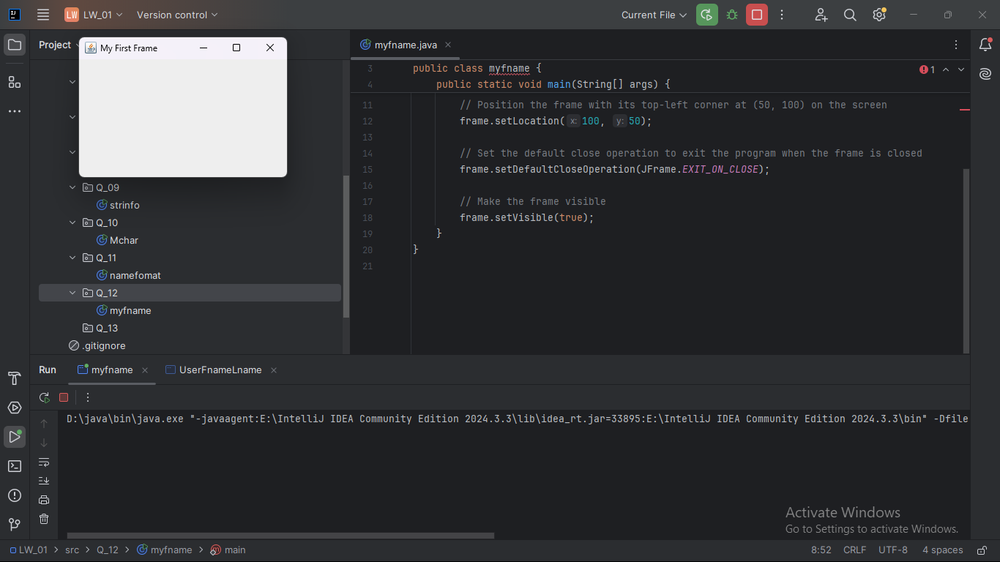 LW LW_01 Version control Current File
Project
My First Frame
myfname.java
3 public class myfname {
1
4 public static void main(String[] args) {
11 // Position the frame with its top-left corner at (50, 100) on the screen
12 frame.setLocation( x: 100, y: 50);
13
14 // Set the default close operation to exit the program when the frame is closed
15 frame.setDefaultCloseOperation(JFrame.EXIT_ON_CLOSE);
16
17 // Make the frame visible
18 frame.setVisible(true);
19 }
20 }
21
Q_09
strinfo
Q_10
Mchar
Q_11
namefomat
Q_12
myfname
Q_13
.gitignore
Run myfname UserFnameLname
D:\java\bin\java.exe "-javaagent:E:\IntelliJ IDEA Community Edition 2024.3.3\lib\idea_rt.jar=33895:E:\IntelliJ IDEA Community Edition 2024.3.3\bin" -Dfile
Activate Windows
Go to Settings to activate Windows.
LW_01 > src > Q_12 > myfname > main 8:52 CRLF UTF-8 4 spaces